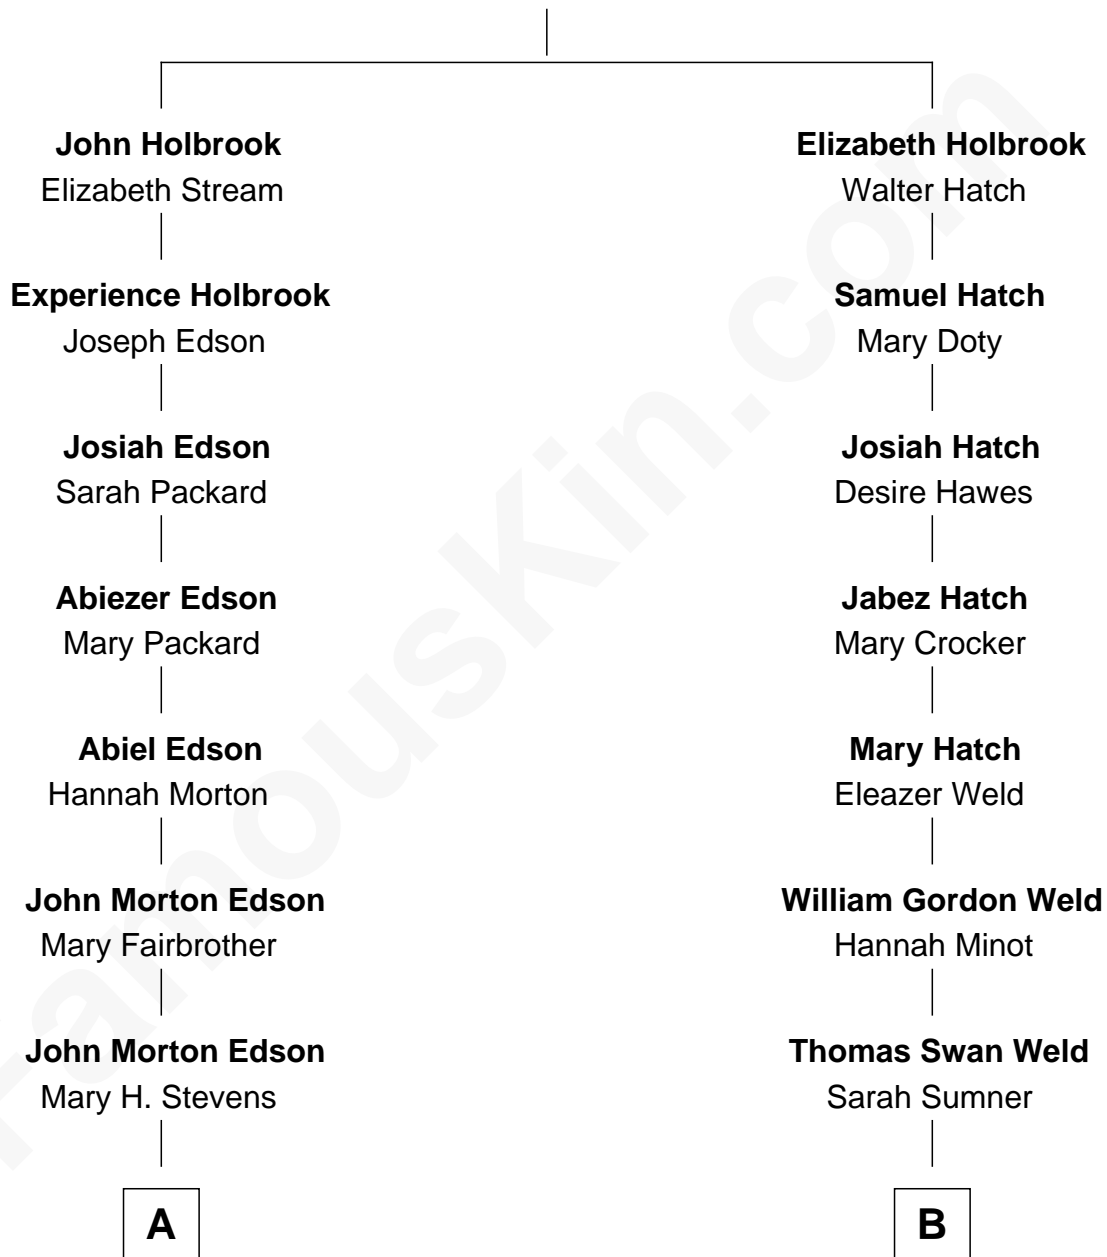 John Holbrook
Elizabeth Stream
Experience Holbrook
Joseph Edson
Josiah Edson
Sarah Packard
Abiezer Edson
Mary Packard
Abiel Edson
Hannah Morton
John Morton Edson
Mary Fairbrother
John Morton Edson
Mary H. Stevens
A
Elizabeth Holbrook
Walter Hatch
Samuel Hatch
Mary Doty
Josiah Hatch
Desire Hawes
Jabez Hatch
Mary Crocker
Mary Hatch
Eleazer Weld
William Gordon Weld
Hannah Minot
Thomas Swan Weld
Sarah Sumner
B
FamousKin.com